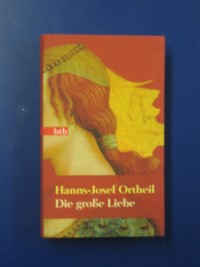 btb
Hanns-Josef Ortheil
Die große Liebe